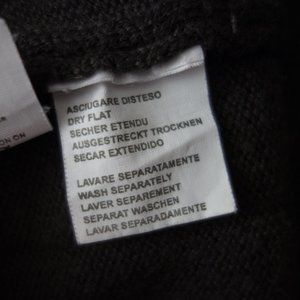 ASCIUGARE DISTESO
DRY FLAT
SECHER ETENDU
AUSGESTRECKT TROCKNEN
SECAR EXTENDIDO
LAVARE SEPARATAMENTE
WASH SEPARATELY
LAVER SEPAREMENT
SEPARAT WASCHEN
LAVAR SEPARADAMENTE